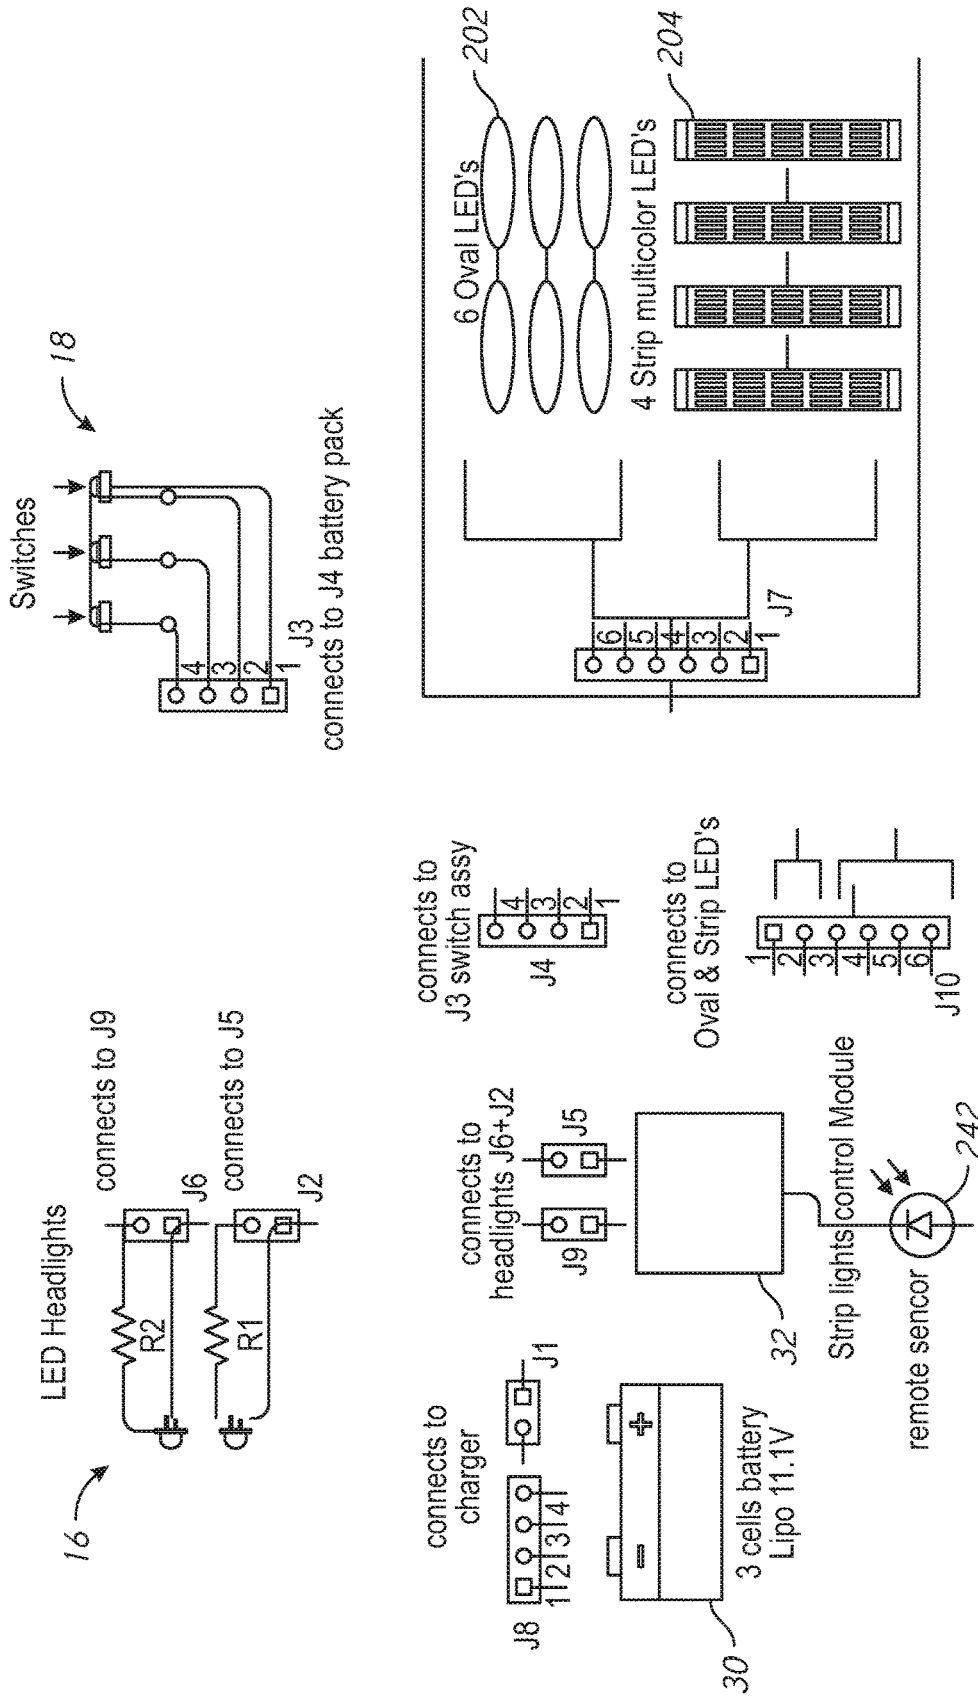 LED Headlights
16
R2
R1
J6
J2
connects to J9
connects to J5
Switches
18
4
3
2
1
J3
connects to J4 battery pack
connects to
charger
J8
1
2
3
4
J1
3 cells battery
Lipo 11.1V
30
connects to
headlights J6+J2
J9
J5
32
Strip lights control Module
remote sencor
242
connects to
J3 switch assy
J4
4
3
2
1
connects to
Oval & Strip LED's
1
2
3
4
5
6
J10
6
5
4
3
2
1
J7
6 Oval LED's
202
4 Strip multicolor LED's
204